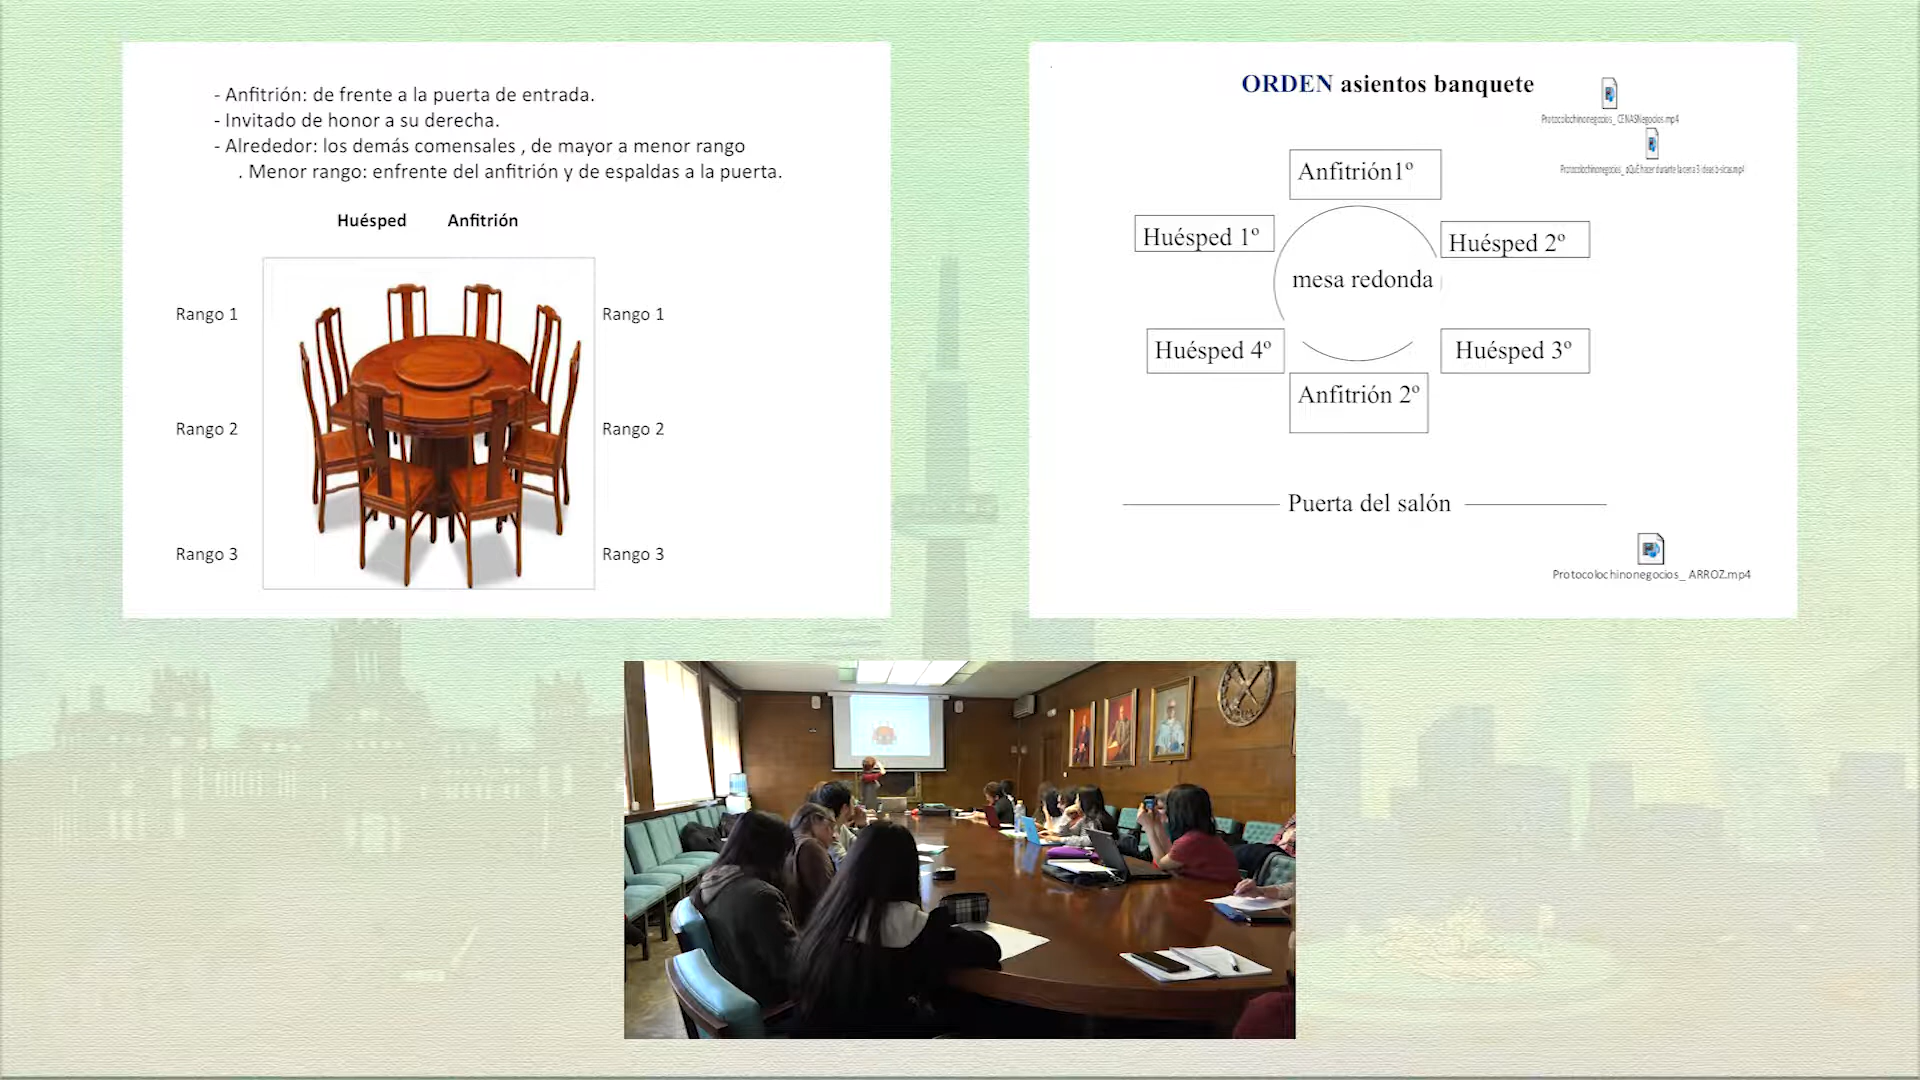 - Anfitrión: de frente a la puerta de entrada.
- Invitado de honor a su derecha.
- Alrededor: los demás comensales , de mayor a menor rango
. Menor rango: enfrente del anfitrión y de espaldas a la puerta.
Huésped Anfitrión
Rango 1 Rango 1
Rango 2 Rango 2
Rango 3 Rango 3
ORDEN asientos banquete
Protocolochinonegocios_ CENASNegocios.mp4
Anfitrión1º
Huésped 1º Huésped 2º
mesa redonda
Huésped 4º Huésped 3º
Anfitrión 2º
Puerta del salón
Protocolochinonegocios_ ARROZ.mp4